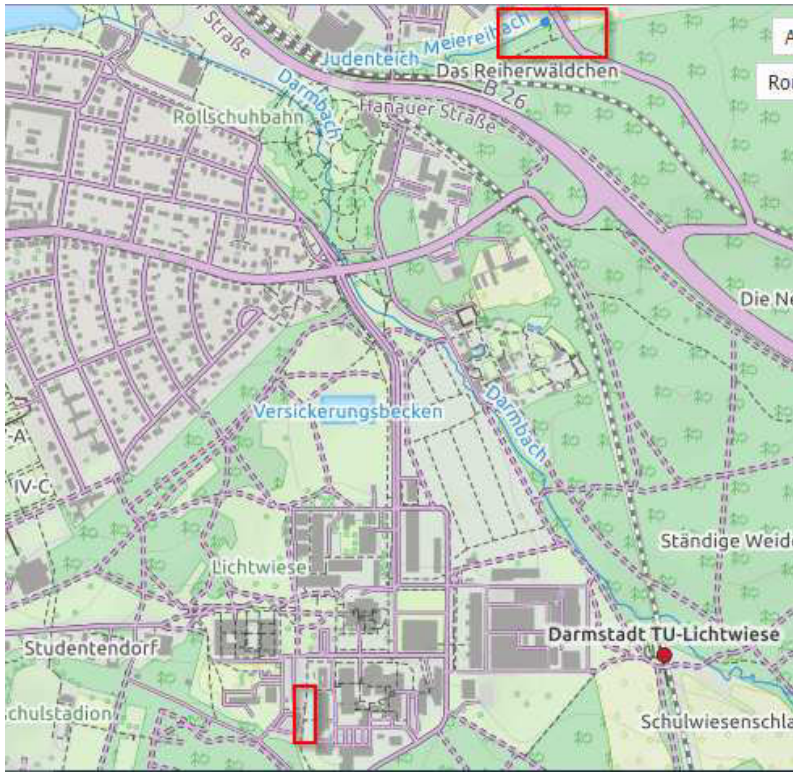 Straße
Judenteich
Meiereibach
Das Reiherwäldchen
A
Ro
Darmbach
B 26
Rollschuhbahn
Hanauer Straße
Die Ne
Versickerungsbecken
Darmbach
-A
IV-C
Ständige Weide
Lichtwiese
Darmstadt TU-Lichtwiese
Studentendorf
chulstadion
Schulwiesenschla